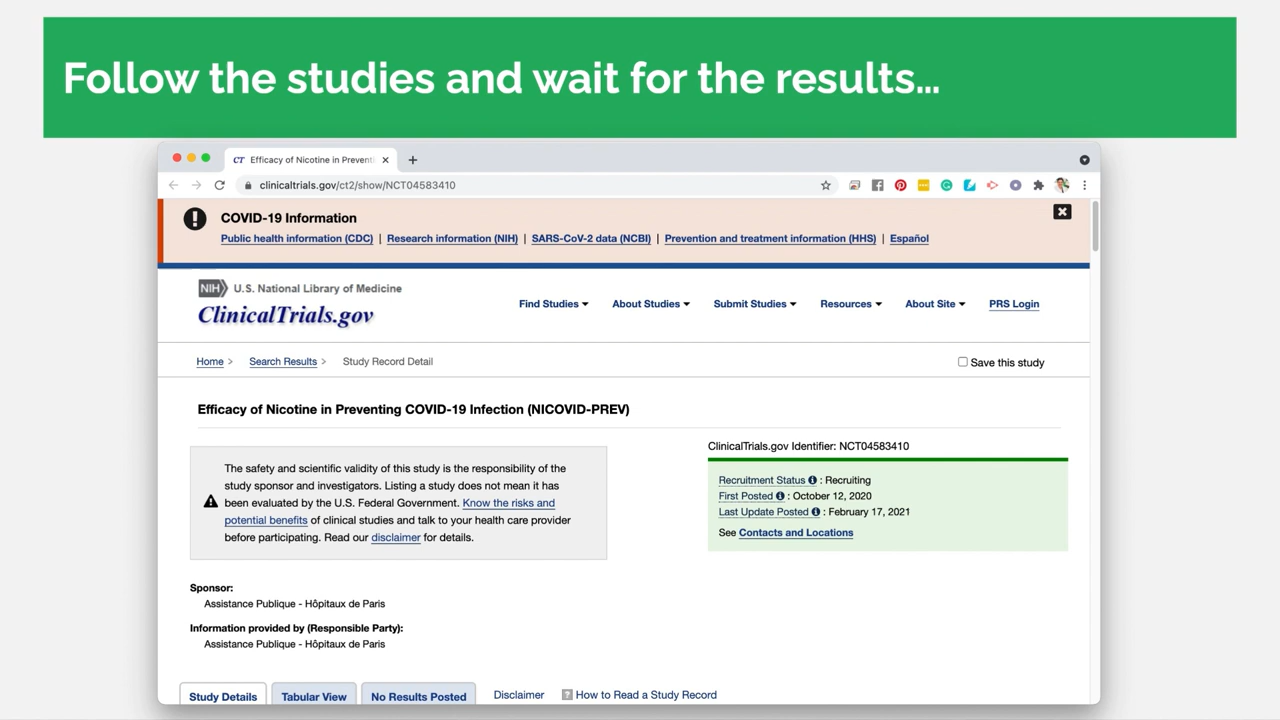 Follow the studies and wait for the results...
CT Efficacy of Nicotine in Preventi
clinicaltrials.gov/ct2/show/NCT04583410
COVID-19 Information
Public health information (CDC) | Research information (NIH) | SARS-CoV-2 data (NCBI) | Prevention and treatment information (HHS) | Español
NIH U.S. National Library of Medicine
ClinicalTrials.gov
Find Studies About Studies Submit Studies Resources About Site PRS Login
Home > Search Results > Study Record Detail
Save this study
Efficacy of Nicotine in Preventing COVID-19 Infection (NICOVID-PREV)
The safety and scientific validity of this study is the responsibility of the
study sponsor and investigators. Listing a study does not mean it has
been evaluated by the U.S. Federal Government. Know the risks and
potential benefits of clinical studies and talk to your health care provider
before participating. Read our disclaimer for details.
ClinicalTrials.gov Identifier: NCT04583410
Recruitment Status : Recruiting
First Posted : October 12, 2020
Last Update Posted : February 17, 2021
See Contacts and Locations
Sponsor:
Assistance Publique - Hôpitaux de Paris
Information provided by (Responsible Party):
Assistance Publique - Hôpitaux de Paris
Study Details Tabular View No Results Posted Disclaimer ? How to Read a Study Record